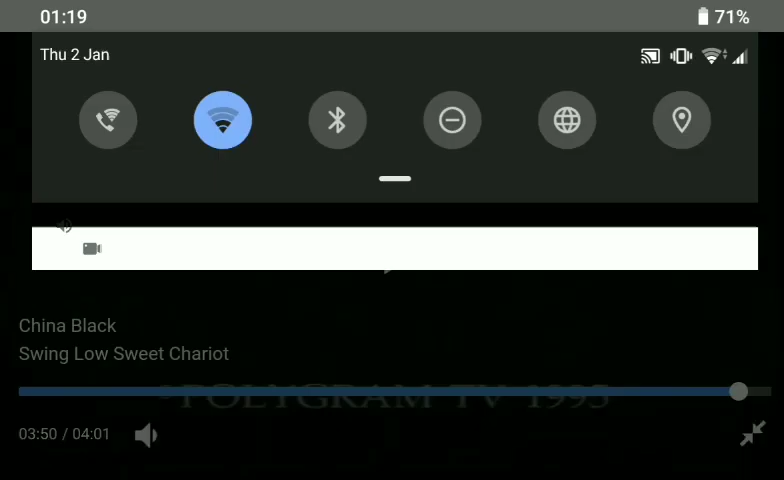 01:19
71%
Thu 2 Jan
China Black
Swing Low Sweet Chariot
©POLYGRAM TV 1995
03:50 / 04:01